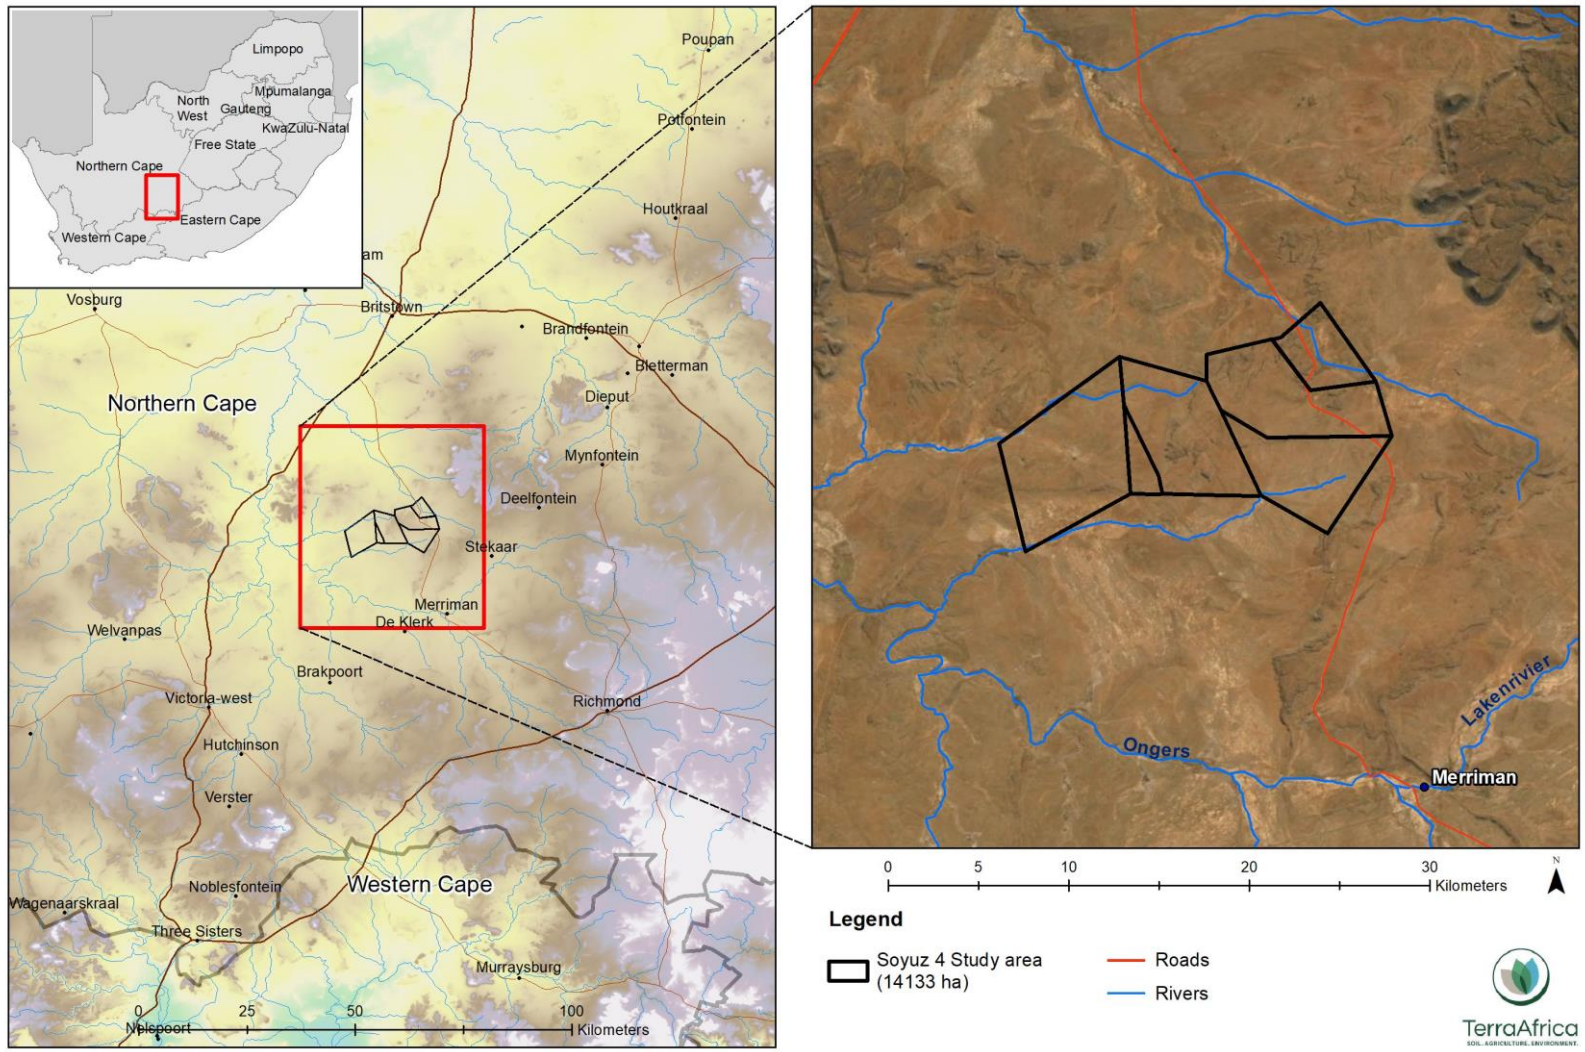 Limpopo
Mpumalanga
North
West
Gauteng
KwaZulu-Natal
Free State
Northern Cape
Eastern Cape
Western Cape
Poupan
Potfontein
Houtkraal
am
Vosburg
Britstown
Brandfontein
Bletterman
Dieput
Northern Cape
Mynfontein
Deelfontein
Stekaar
Merriman
De Klerk
Welvanpas
Brakpoort
Victoria-west
Richmond
Hutchinson
Verster
Noblesfontein
Western Cape
Wagenaarskraal
Three Sisters
Murraysburg
0 25 50 100
Kilometers
Nelspoort
Lakenrivier
Ongers
Merriman
0 5 10 20 30
Kilometers
N
Legend
Soyuz 4 Study area
(14133 ha)
Roads
Rivers
TerraAfrica
SOIL. AGRICULTURE. ENVIRONMENT.